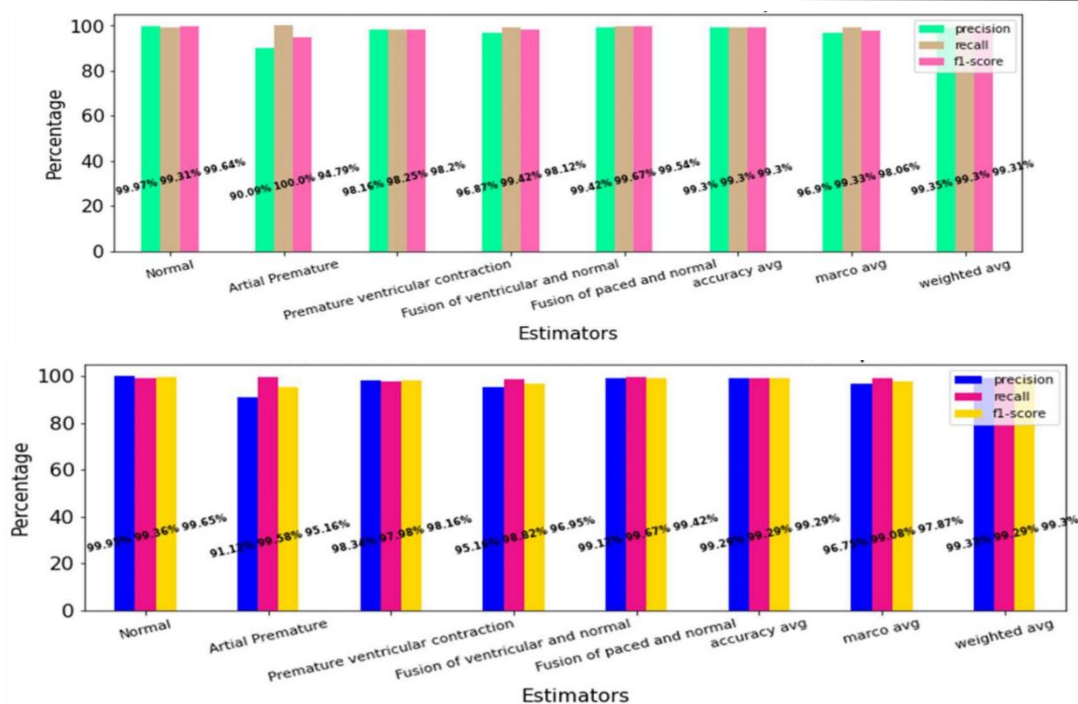 100
80
60
40
20
0
Percentage
precision
recall
f1-score
99.97% 99.31% 99.64%
90.09% 100.0% 94.79%
98.16% 98.25% 98.2%
96.87% 99.42% 98.12%
99.42% 99.67% 99.54%
99.3% 99.3% 99.3%
96.9% 99.33% 98.06%
99.35% 99.3% 99.31%
Normal
Artial Premature
Premature ventricular contraction
Fusion of ventricular and normal
Fusion of paced and normal
accuracy avg
marco avg
weighted avg
Estimators
100
80
60
40
20
0
Percentage
precision
recall
f1-score
99.36% 99.65%
91.12% 99.58% 95.16%
98.34% 97.98% 98.16%
98.82% 96.95%
99.17% 99.67% 99.42%
99.29% 99.29% 99.29%
99.08% 97.87%
99.29% 99.3%
Normal
Artial Premature
Premature ventricular contraction
Fusion of ventricular and normal
Fusion of paced and normal
accuracy avg
marco avg
weighted avg
Estimators